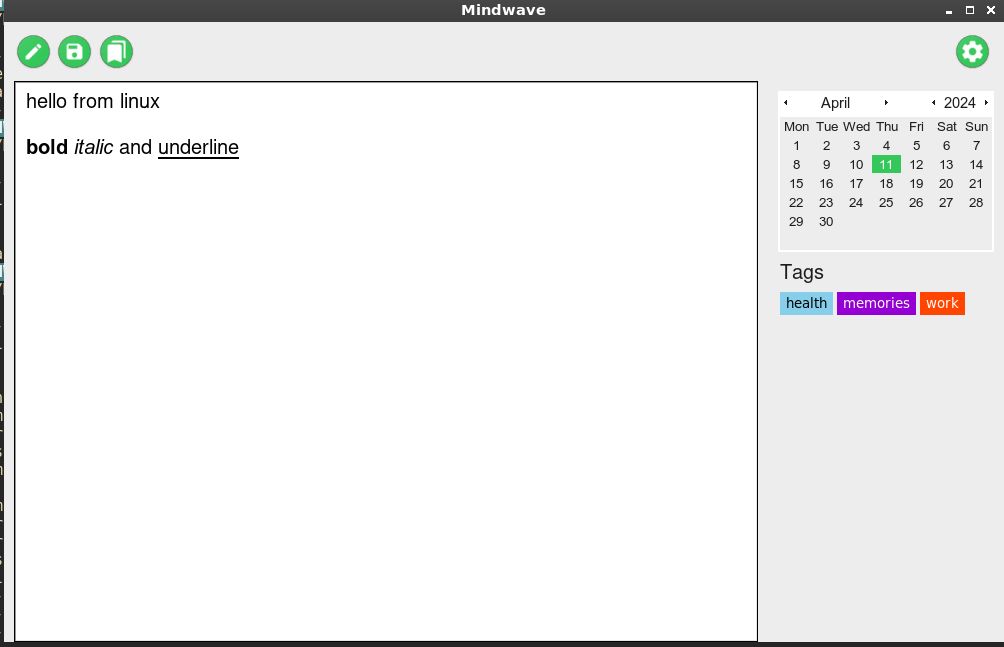 Mindwave
hello from linux
bold italic and underline
April 2024
Mon Tue Wed Thu Fri Sat Sun
1 2 3 4 5 6 7
8 9 10 11 12 13 14
15 16 17 18 19 20 21
22 23 24 25 26 27 28
29 30
Tags
health memories work